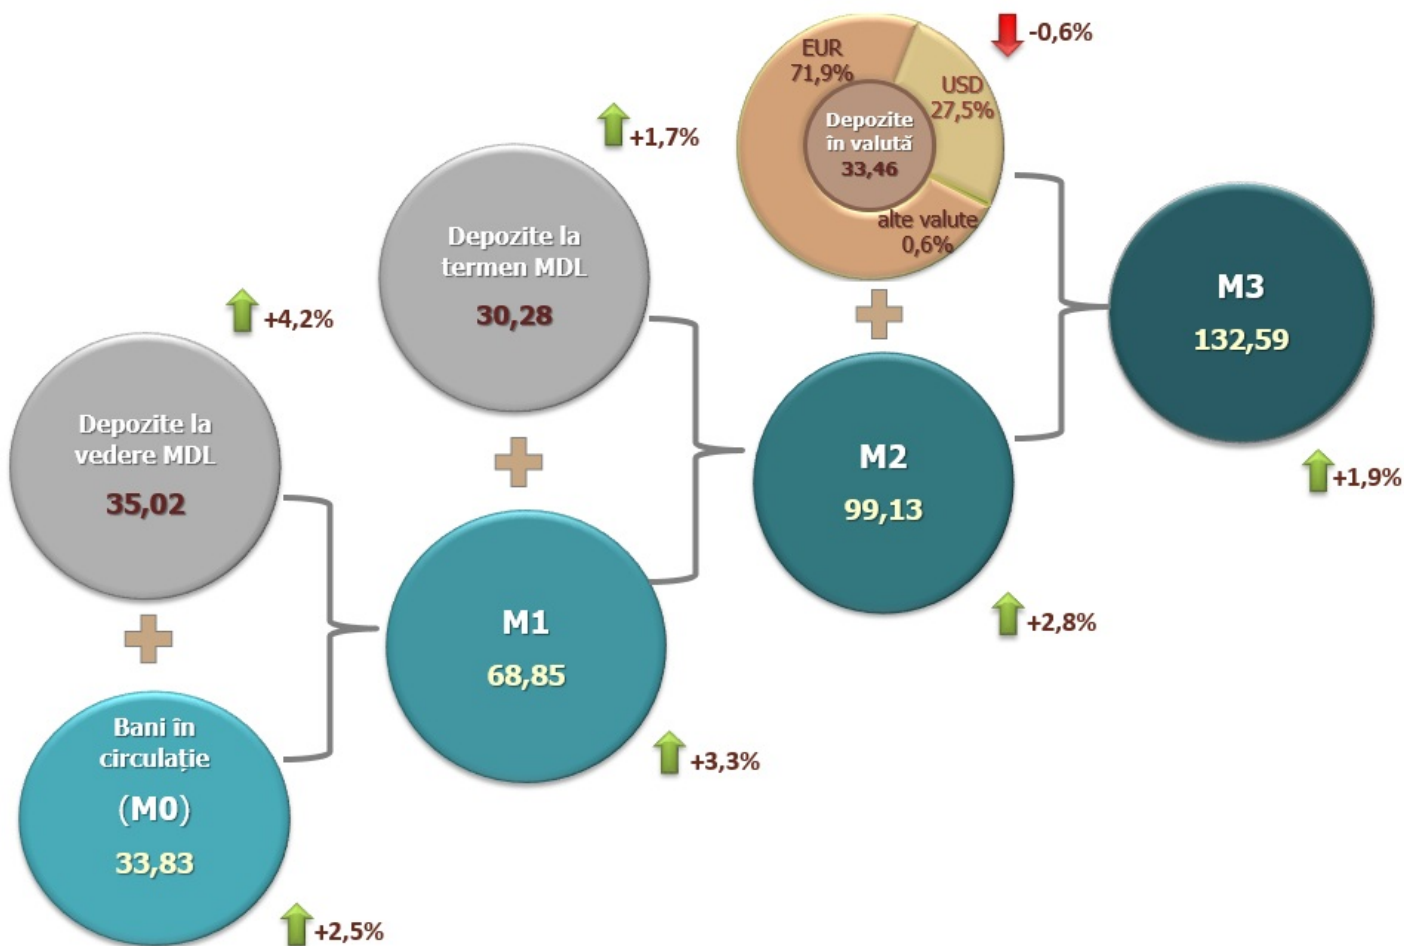 Depozite la
vedere MDL
35,02
+4,2%
Bani în
circulație
(M0)
33,83
+2,5%
Depozite la
termen MDL
30,28
+1,7%
M1
68,85
+3,3%
EUR
71,9%
USD
27,5%
alte valute
0,6%
Depozite
în valută
33,46
-0,6%
M2
99,13
+2,8%
M3
132,59
+1,9%